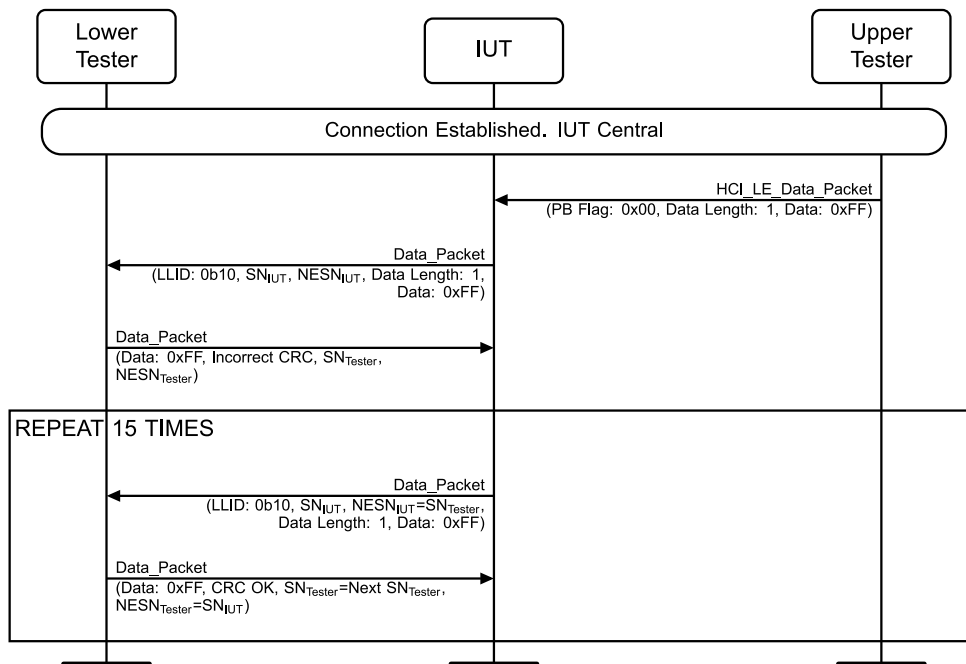 Lower
Tester
IUT
Upper
Tester
Connection Established. IUT Central
HCI_LE_Data_Packet
(PB Flag: 0x00, Data Length: 1, Data: 0xFF)
Data_Packet
(LLID: 0b10, SNIUT, NESNIUT, Data Length: 1,
Data: 0xFF)
Data_Packet
(Data: 0xFF, Incorrect CRC, SNTester,
NESNTester)
REPEAT 15 TIMES
Data_Packet
(LLID: 0b10, SNIUT, NESNIUT=SNTester,
Data Length: 1, Data: 0xFF)
Data_Packet
(Data: 0xFF, CRC OK, SNTester=Next SNTester,
NESNTester=SNIUT)